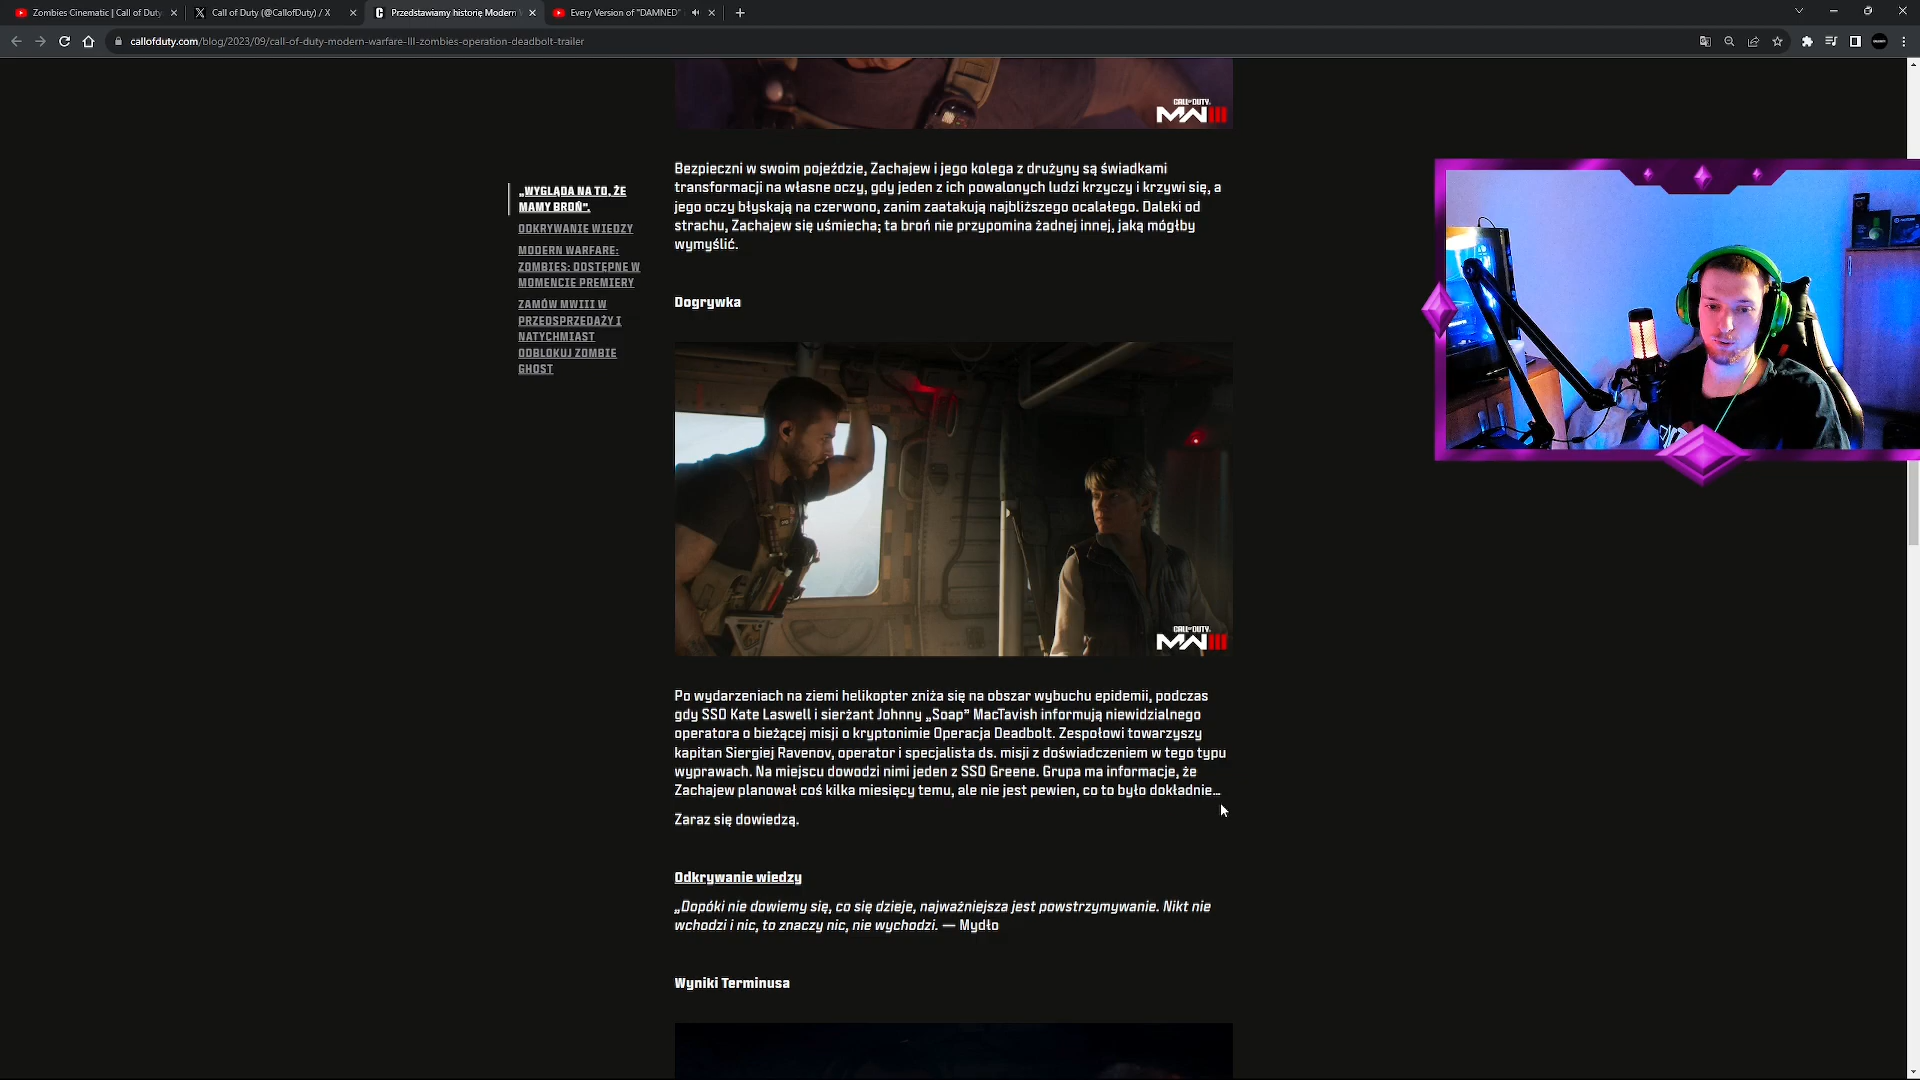 Zombies Cinematic | Call of Duty
Call of Duty (@CallofDuty) / X
Przedstawiamy historię Modern
Every Version of "DAMNED"
callofduty.com/blog/2023/09/call-of-duty-modern-warfare-III-zombies-operation-deadbolt-trailer
CALL OF DUTY
MWIII
„WYGLĄDA NA TO, ŻE
MAMY BROŃ”.
ODKRYWANIE WIEDZY
MODERN WARFARE:
ZOMBIES: DOSTĘPNE W
MOMENCIE PREMIERY
ZAMÓW MWIII W
PRZEDSPRZEDAŻY I
NATYCHMIAST
ODBLOKUJ ZOMBIE
GHOST
Bezpieczni w swoim pojeździe, Zachajew i jego kolega z drużyny są świadkami
transformacji na własne oczy, gdy jeden z ich powalonych ludzi krzyczy i krzywi się, a
jego oczy błyskają na czerwono, zanim zaatakują najbliższego ocalałego. Daleki od
strachu, Zachajew się uśmiecha; ta broń nie przypomina żadnej innej, jaką mógłby
wymyślić.
Dogrywka
CALL OF DUTY
MWIII
Po wydarzeniach na ziemi helikopter zniża się na obszar wybuchu epidemii, podczas
gdy SSO Kate Laswell i sierżant Johnny „Soap” MacTavish informują niewidzialnego
operatora o bieżącej misji o kryptonimie Operacja Deadbolt. Zespołowi towarzyszy
kapitan Siergiej Ravenov, operator i specjalista ds. misji z doświadczeniem w tego typu
wyprawach. Na miejscu dowodzi nimi jeden z SSO Greene. Grupa ma informacje, że
Zachajew planował coś kilka miesięcy temu, ale nie jest pewien, co to było dokładnie…
Zaraz się dowiedzą.
Odkrywanie wiedzy
„Dopóki nie dowiemy się, co się dzieje, najważniejsza jest powstrzymywanie. Nikt nie
wchodzi i nic, to znaczy nic, nie wychodzi. — Mydło
Wyniki Terminusa